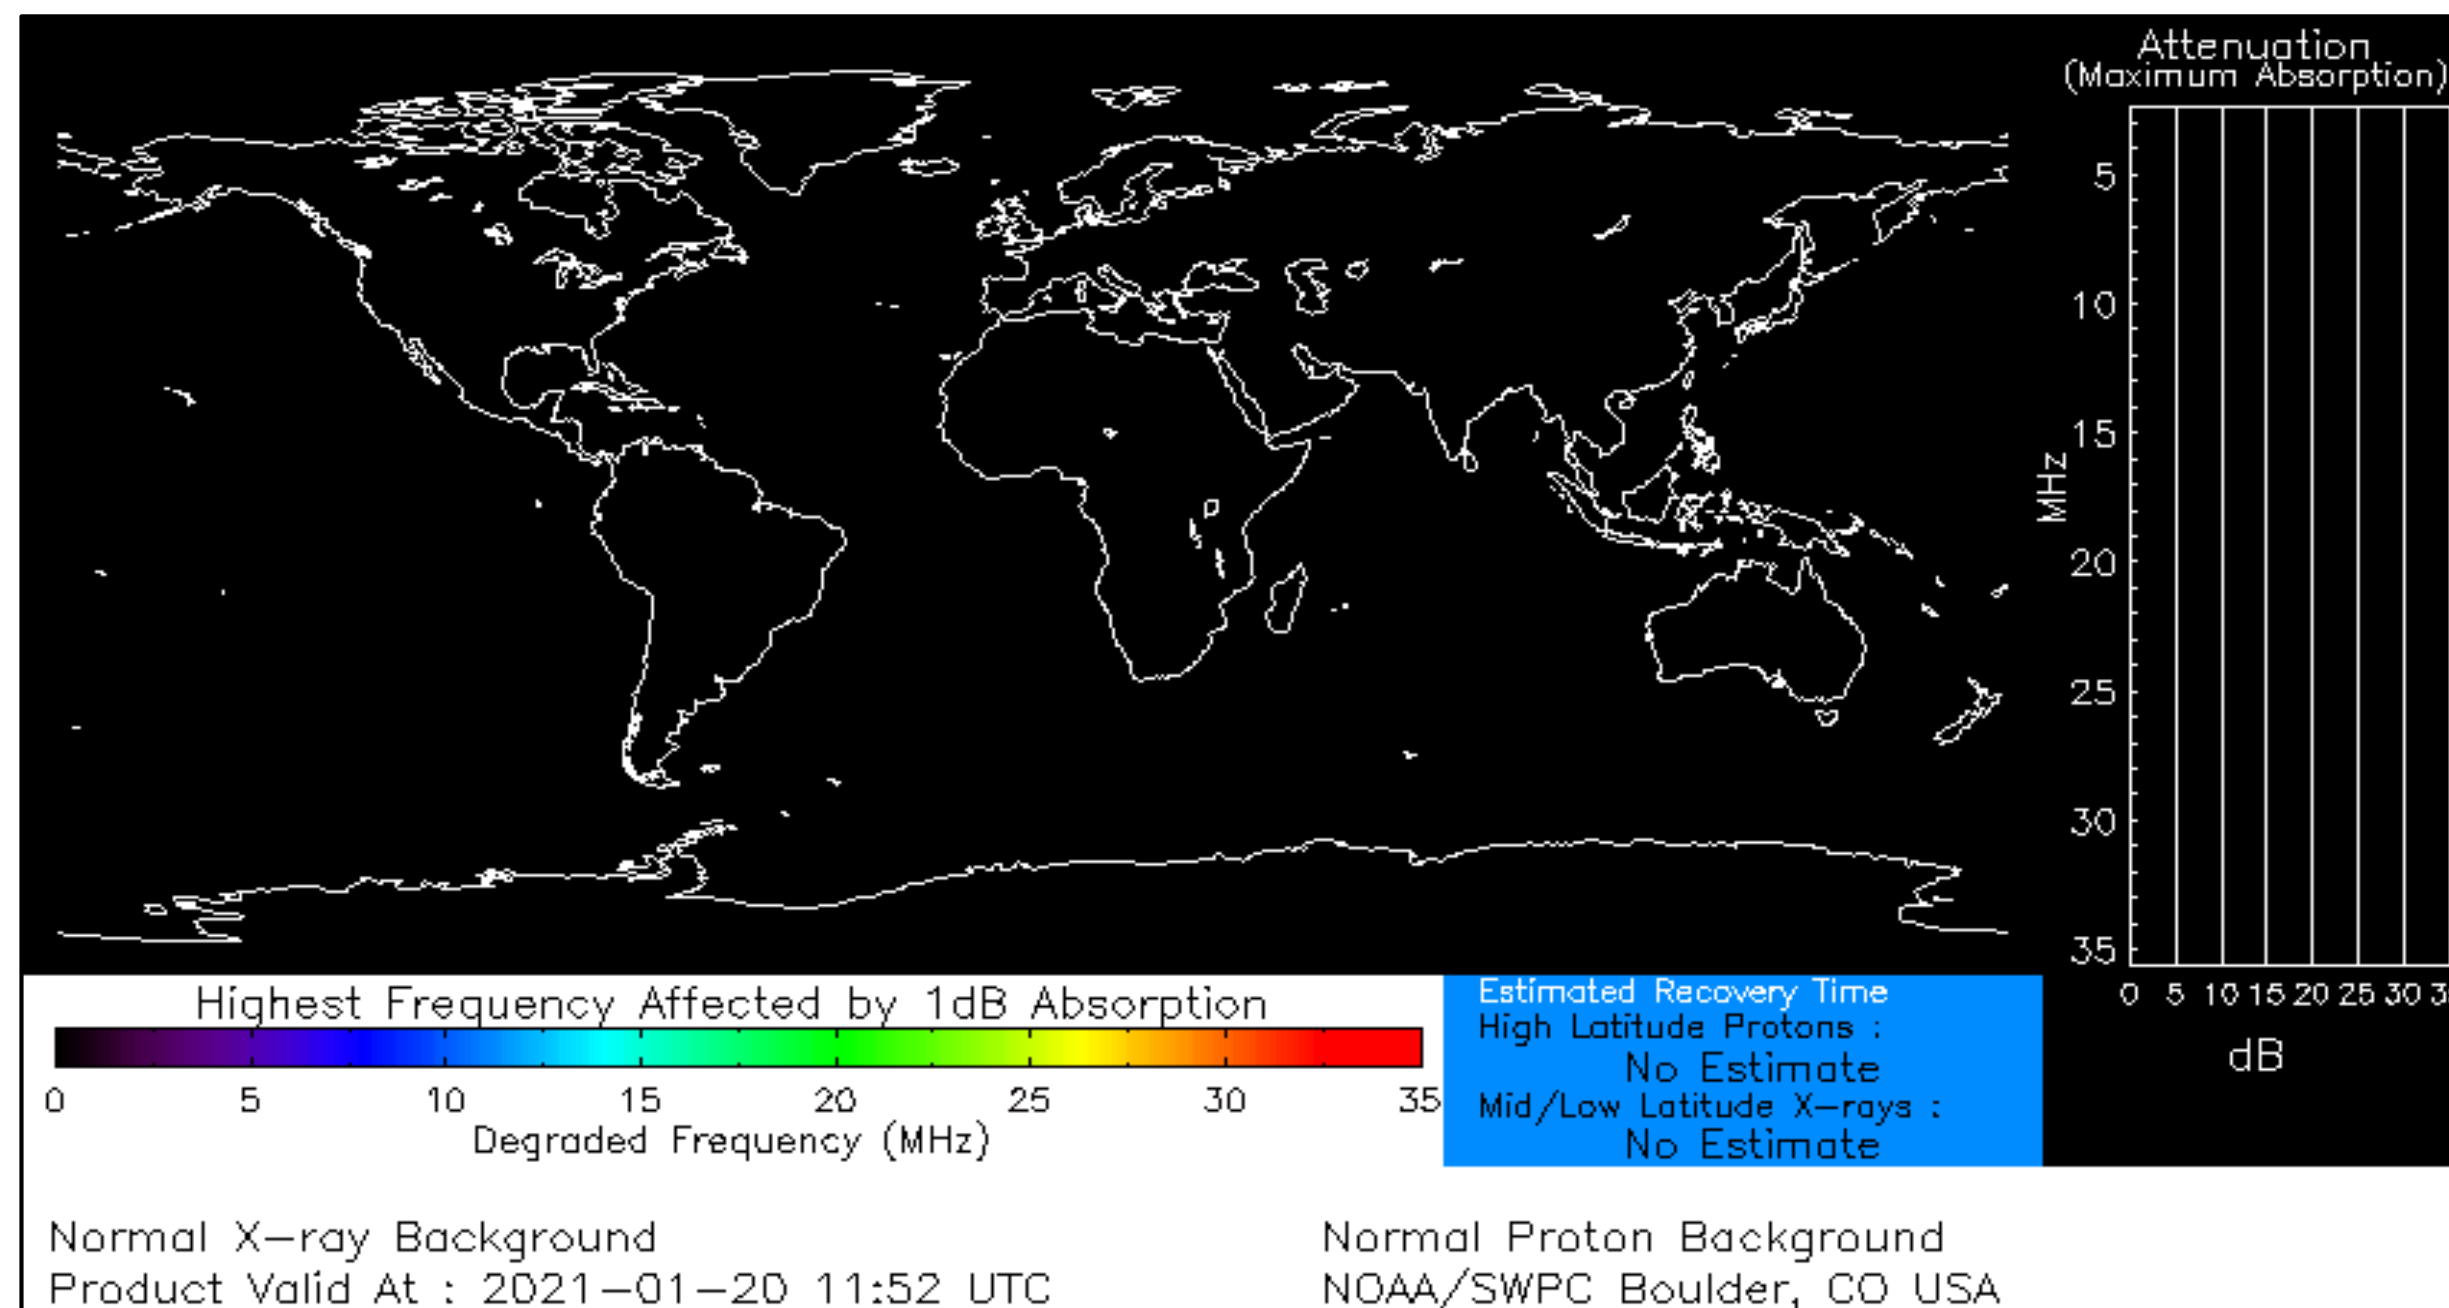 Attenuation
(Maximum Absorption)
5
10
15
20
25
30
35
MHz
0 5 10 15 20 25 30
dB
Highest Frequency Affected by 1dB Absorption
0 5 10 15 20 25 30 35
Degraded Frequency (MHz)
Estimated Recovery Time
High Latitude Protons :
No Estimate
Mid/Low Latitude X-rays :
No Estimate
Normal X-ray Background
Normal Proton Background
Product Valid At : 2021-01-20 11:52 UTC
NOAA/SWPC Boulder, CO USA